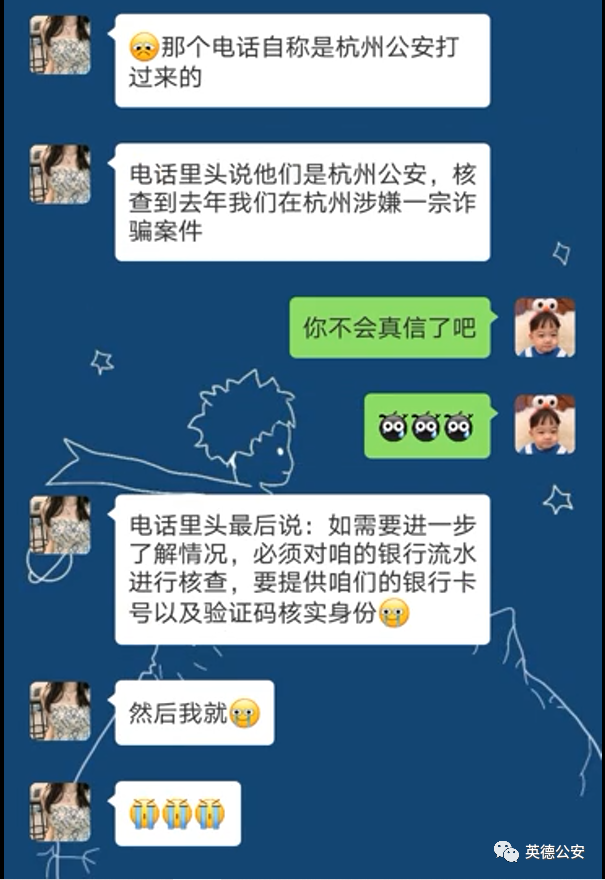 那个电话自称是杭州公安打
过来的
电话里头说他们是杭州公安，核
查到去年我们在杭州涉嫌一宗诈
骗案件
你不会真信了吧
电话里头最后说：如需要进一步
了解情况，必须对咱的银行流水
进行核查，要提供咱们的银行卡
号以及验证码核实身份
然后我就
英德公安